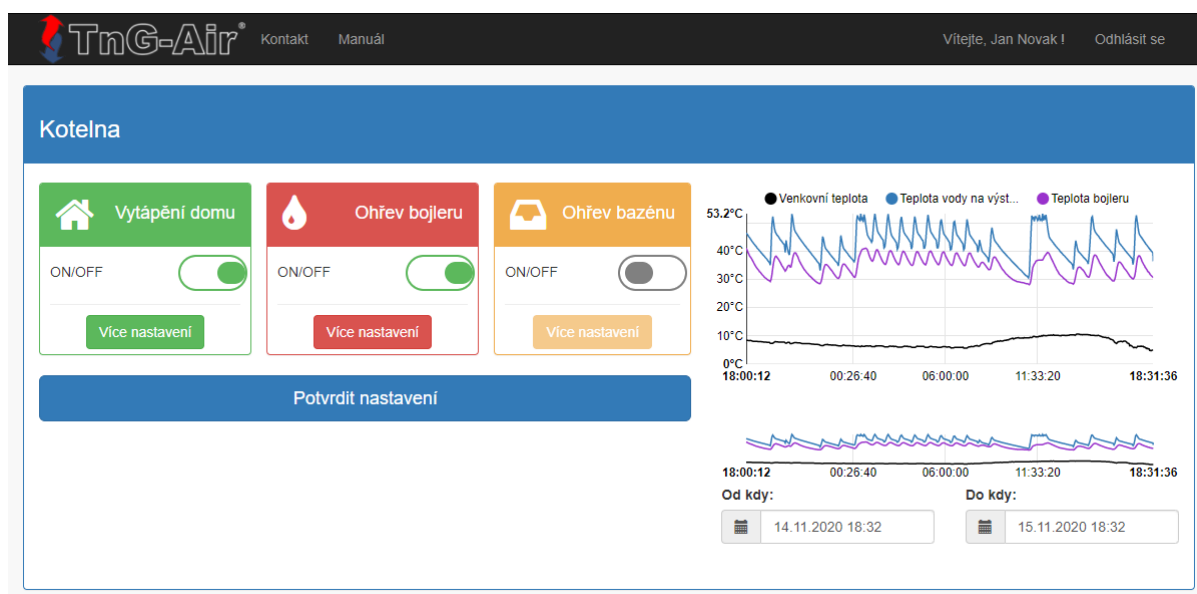 TnG-Air®
Kontakt
Manuál
Vítejte, Jan Novak !
Odhlásit se
Kotelna
Vytápění domu
ON/OFF
Více nastavení
Ohřev bojleru
ON/OFF
Více nastavení
Ohřev bazénu
ON/OFF
Více nastavení
Potvrdit nastavení
Venkovní teplota
Teplota vody na výst...
Teplota bojleru
53.2°C
40°C
30°C
20°C
10°C
0°C
18:00:12 00:26:40 06:00:00 11:33:20 18:31:36
18:00:12 00:26:40 06:00:00 11:33:20 18:31:36
Od kdy:
14.11.2020 18:32
Do kdy:
15.11.2020 18:32